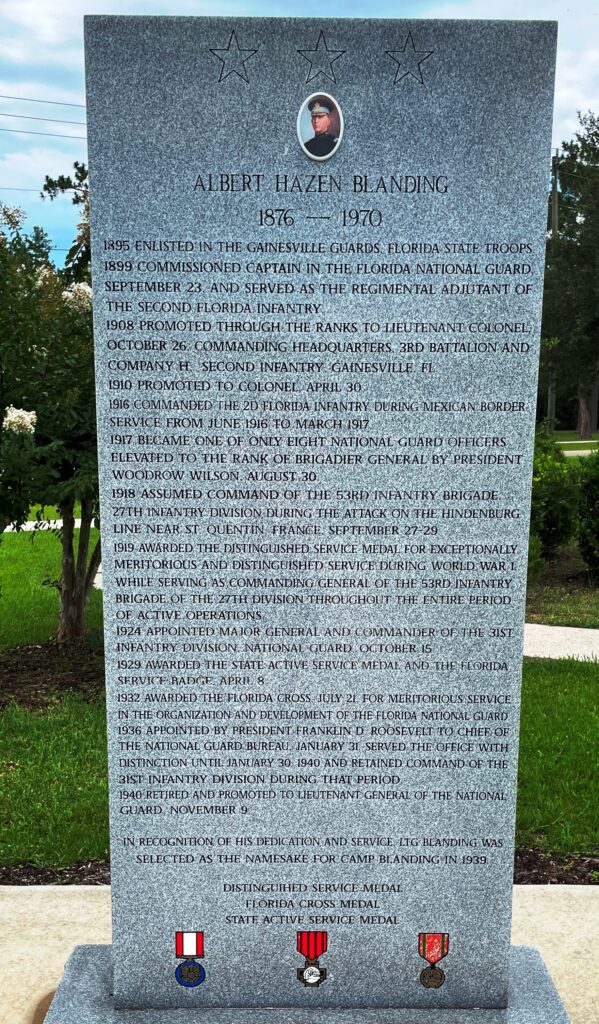 ALBERT HAZEN BLANDING
1876 — 1970
1895 ENLISTED IN THE GAINESVILLE GUARDS, FLORIDA STATE TROOPS.
1899 COMMISSIONED CAPTAIN IN THE FLORIDA NATIONAL GUARD,
SEPTEMBER 23, AND SERVED AS THE REGIMENTAL ADJUTANT OF
THE SECOND FLORIDA INFANTRY.
1908 PROMOTED THROUGH THE RANKS TO LIEUTENANT COLONEL,
OCTOBER 26, COMMANDING HEADQUARTERS, 3RD BATTALION AND
COMPANY H, SECOND INFANTRY, GAINESVILLE, FL.
1910 PROMOTED TO COLONEL, APRIL 30.
1916 COMMANDED THE 2D FLORIDA INFANTRY DURING MEXICAN BORDER
SERVICE FROM JUNE 1916 TO MARCH 1917.
1917 BECAME ONE OF ONLY EIGHT NATIONAL GUARD OFFICERS
ELEVATED TO THE RANK OF BRIGADIER GENERAL BY PRESIDENT
WOODROW WILSON, AUGUST 30.
1918 ASSUMED COMMAND OF THE 53RD INFANTRY BRIGADE,
27TH INFANTRY DIVISION DURING THE ATTACK ON THE HINDENBURG
LINE NEAR ST. QUENTIN, FRANCE, SEPTEMBER 27-29.
1919 AWARDED THE DISTINGUISHED SERVICE MEDAL FOR EXCEPTIONALLY
MERITORIOUS AND DISTINGUISHED SERVICE DURING WORLD WAR I,
WHILE SERVING AS COMMANDING GENERAL OF THE 53RD INFANTRY
BRIGADE OF THE 27TH DIVISION THROUGHOUT THE ENTIRE PERIOD
OF ACTIVE OPERATIONS.
1924 APPOINTED MAJOR GENERAL AND COMMANDER OF THE 31ST
INFANTRY DIVISION, NATIONAL GUARD, OCTOBER 15.
1929 AWARDED THE STATE ACTIVE SERVICE MEDAL AND THE FLORIDA
SERVICE BADGE, APRIL 8.
1932 AWARDED THE FLORIDA CROSS, JULY 21, FOR MERITORIOUS SERVICE
IN THE ORGANIZATION AND DEVELOPMENT OF THE FLORIDA NATIONAL GUARD.
1936 APPOINTED BY PRESIDENT FRANKLIN D. ROOSEVELT TO CHIEF OF
THE NATIONAL GUARD BUREAU, JANUARY 31. SERVED THE OFFICE WITH
DISTINCTION UNTIL JANUARY 30, 1940 AND RETAINED COMMAND OF THE
31ST INFANTRY DIVISION DURING THAT PERIOD.
1940 RETIRED AND PROMOTED TO LIEUTENANT GENERAL OF THE NATIONAL
GUARD, NOVEMBER 9.
IN RECOGNITION OF HIS DEDICATION AND SERVICE, LTG BLANDING WAS
SELECTED AS THE NAMESAKE FOR CAMP BLANDING IN 1939.
DISTINGUIHED SERVICE MEDAL
FLORIDA CROSS MEDAL
STATE ACTIVE SERVICE MEDAL